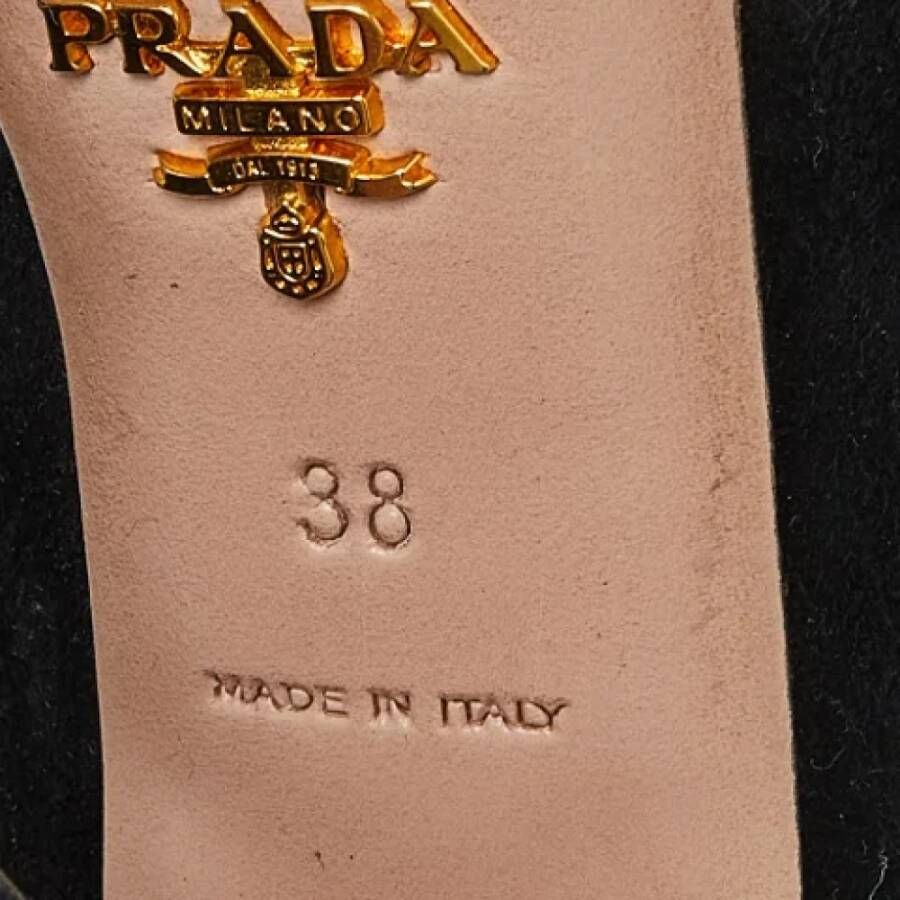 PRADA
MILANO
DAL 1913
38
MADE IN ITALY